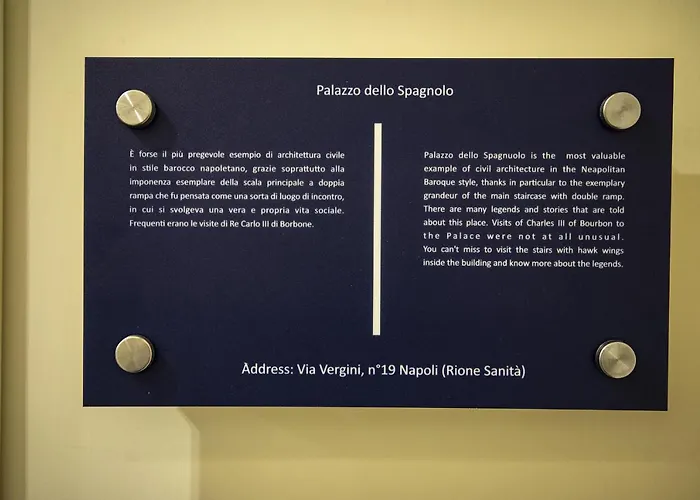 Palazzo dello Spagnolo
È forse il più pregevole esempio di architettura civile
in stile barocco napoletano, grazie soprattutto alla
imponenza esemplare della scala principale a doppia
rampa che fu pensata come una sorta di luogo di incontro,
in cui si svolgeva una vera e propria vita sociale.
Frequenti erano le visite di Re Carlo III di Borbone.
Palazzo dello Spagnuolo is the most valuable
example of civil architecture in the Neapolitan
Baroque style, thanks in particular to the exemplary
grandeur of the main staircase with double ramp.
There are many legends and stories that are told
about this place. Visits of Charles III of Bourbon to
the Palace were not at all unusual.
You can't miss to visit the stairs with hawk wings
inside the building and know more about the legends.
Address: Via Vergini, n°19 Napoli (Rione Sanità)